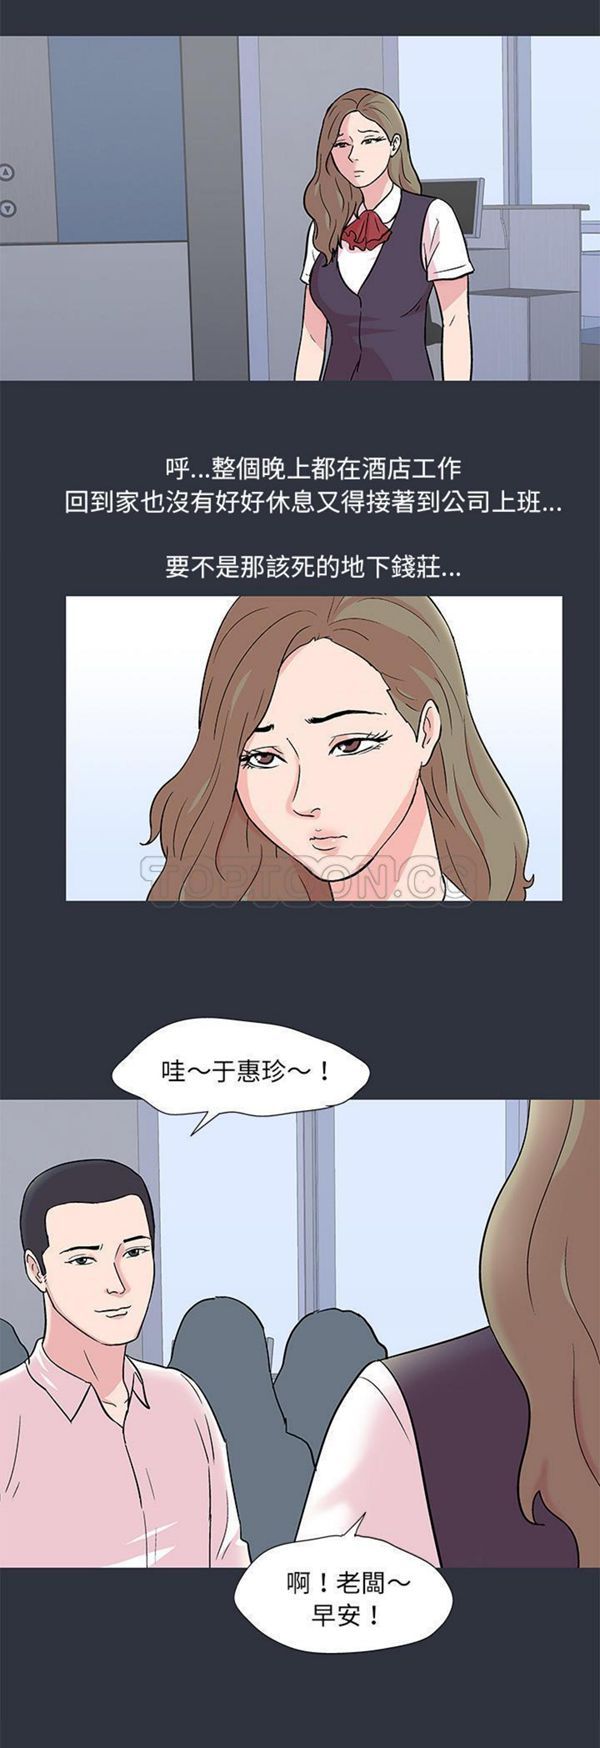 呼...整個晚上都在酒店工作
回到家也沒有好好休息又得接著到公司上班...
要不是那該死的地下錢莊...
TOPTOON.CC
哇～于惠珍～！
啊！老闆～
早安！